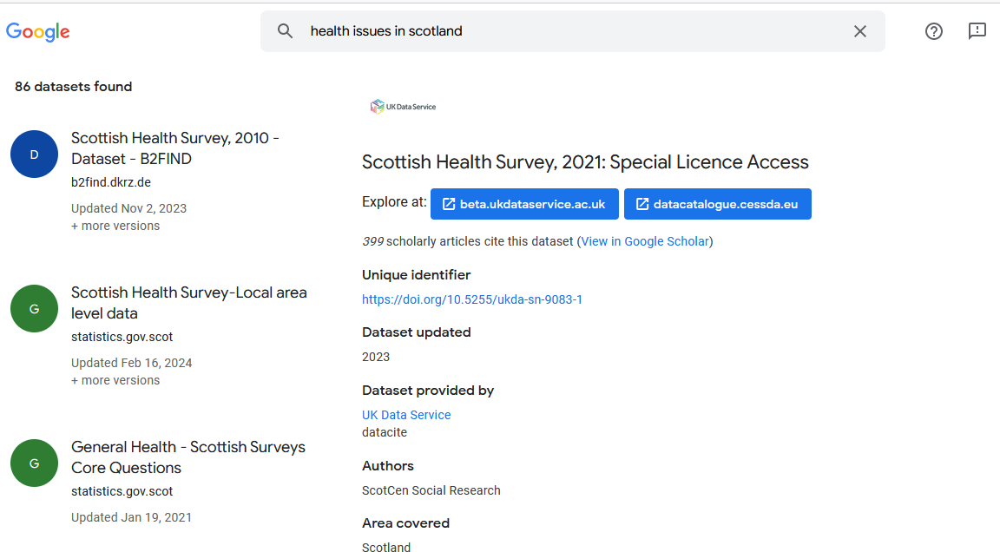 Google
health issues in scotland
86 datasets found
D
Scottish Health Survey, 2010 -
Dataset - B2FIND
b2find.dkrz.de
Updated Nov 2, 2023
+ more versions
G
Scottish Health Survey-Local area
level data
statistics.gov.scot
Updated Feb 16, 2024
+ more versions
G
General Health - Scottish Surveys
Core Questions
statistics.gov.scot
Updated Jan 19, 2021
UK Data Service
Scottish Health Survey, 2021: Special Licence Access
Explore at: beta.ukdataservice.ac.uk datacatalogue.cessda.eu
399 scholarly articles cite this dataset (View in Google Scholar)
Unique identifier
https://doi.org/10.5255/ukda-sn-9083-1
Dataset updated
2023
Dataset provided by
UK Data Service
datacite
Authors
ScotCen Social Research
Area covered
Scotland